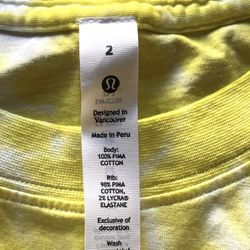 2
Designed in
Vancouver
Made in Peru
Body:
100% PIMA
COTTON
Rib:
98% PIMA
COTTON,
2% LYCRA®
ELASTANE
Exclusive of
decoration
Wash